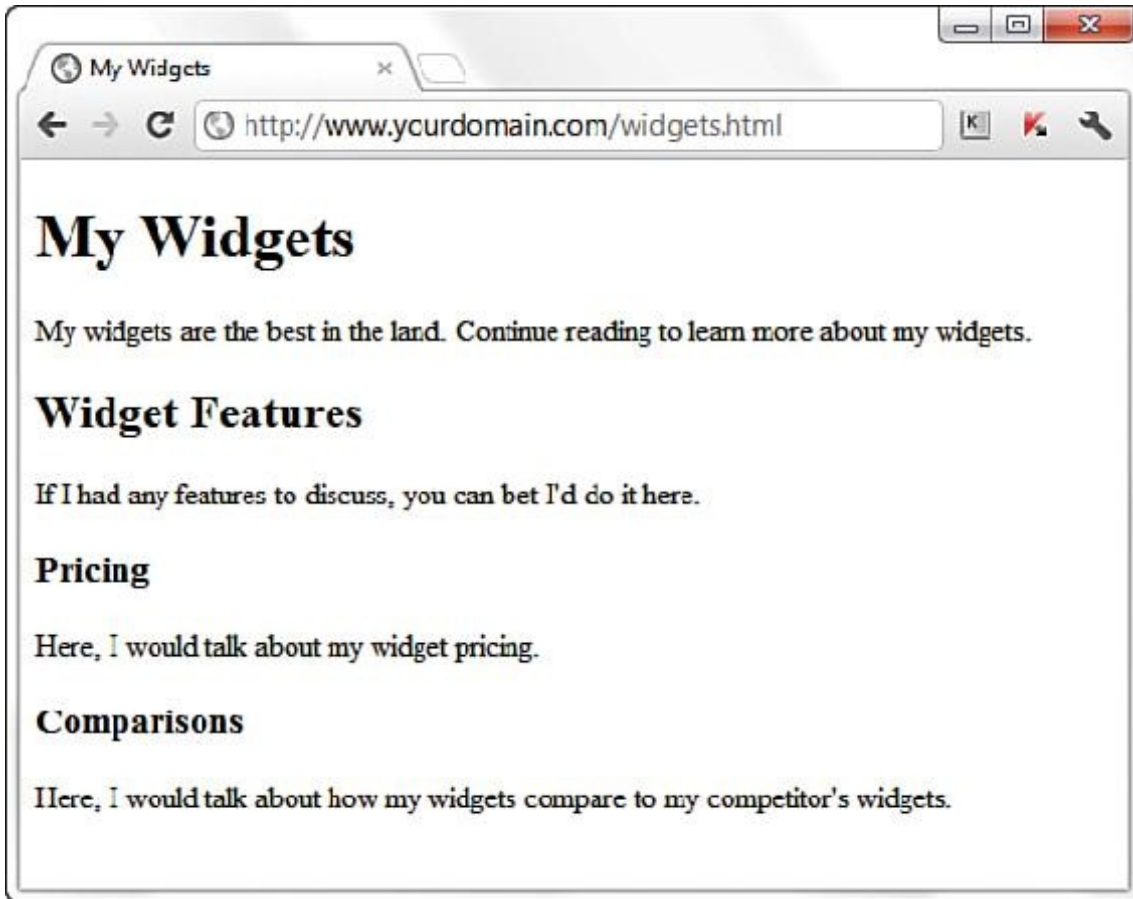 My Widgets
http://www.yourdomain.com/widgets.html
K
My Widgets
My widgets are the best in the land. Continue reading to learn more about my widgets.
Widget Features
If I had any features to discuss, you can bet I'd do it here.
Pricing
Here, I would talk about my widget pricing.
Comparisons
Here, I would talk about how my widgets compare to my competitor's widgets.